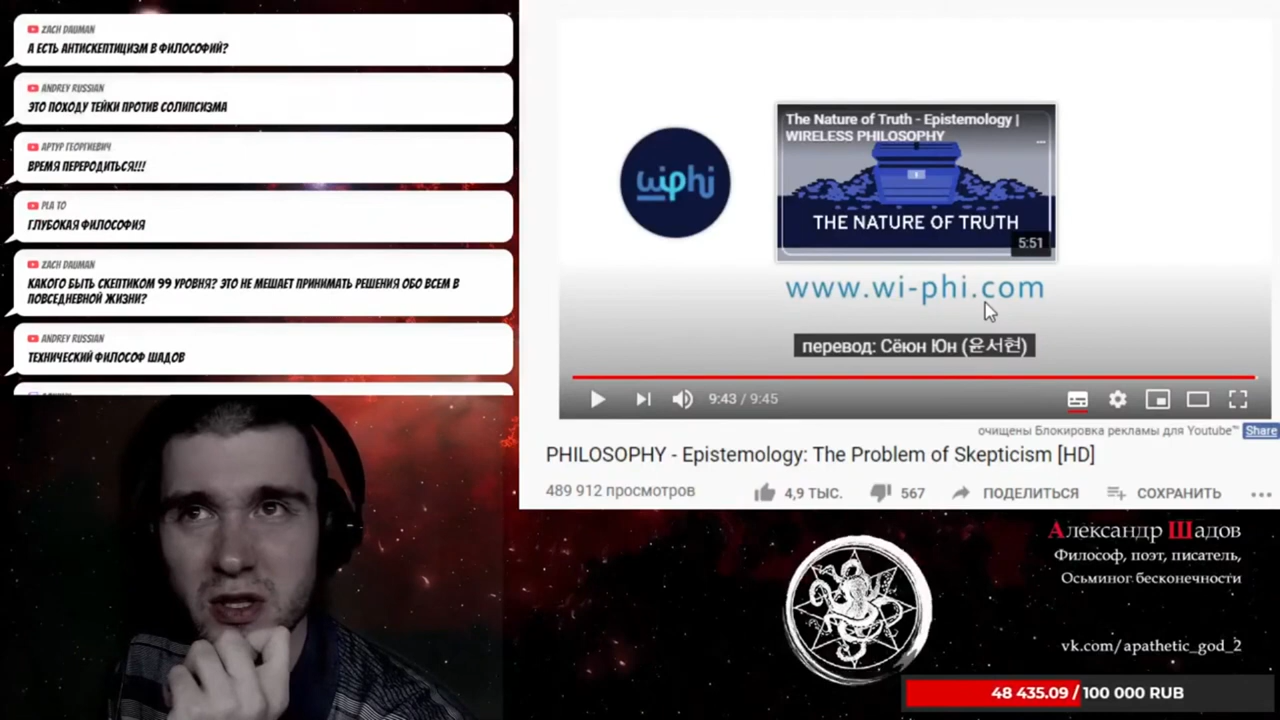 ZACH DAUMAN
А ЕСТЬ АНТИСКЕПТИЦИЗМ В ФИЛОСОФИЙ?
ANDREY RUSSIAN
ЭТО ПОХОДУ ТЕЙКИ ПРОТИВ СОЛИПСИЗМА
АРТУР ГЕОРГИЕВИЧ
ВРЕМЯ ПЕРЕРОДИТЬСЯ!!!
PLA TO
ГЛУБОКАЯ ФИЛОСОФИЯ
ZACH DAUMAN
КАКОГО БЫТЬ СКЕПТИКОМ 99 УРОВНЯ? ЭТО НЕ МЕШАЕТ ПРИНИМАТЬ РЕШЕНИЯ ОБО ВСЕМ В
ПОВСЕДНЕВНОЙ ЖИЗНИ?
ANDREY RUSSIAN
ТЕХНИЧЕСКИЙ ФИЛОСОФ ШАДОВ
wiphi
The Nature of Truth - Epistemology |
WIRELESS PHILOSOPHY
THE NATURE OF TRUTH
5:51
www.wi-phi.com
перевод: Сёюн Юн (윤서현)
9:43 / 9:45
очищены Блокировка рекламы для Youtube™ Share
PHILOSOPHY - Epistemology: The Problem of Skepticism [HD]
489 912 просмотров
4,9 ТЫС.
567
ПОДЕЛИТЬСЯ
СОХРАНИТЬ
Александр Шадов
Философ, поэт, писатель,
Осьминог бесконечности
vk.com/apathetic_god_2
48 435.09 / 100 000 RUB